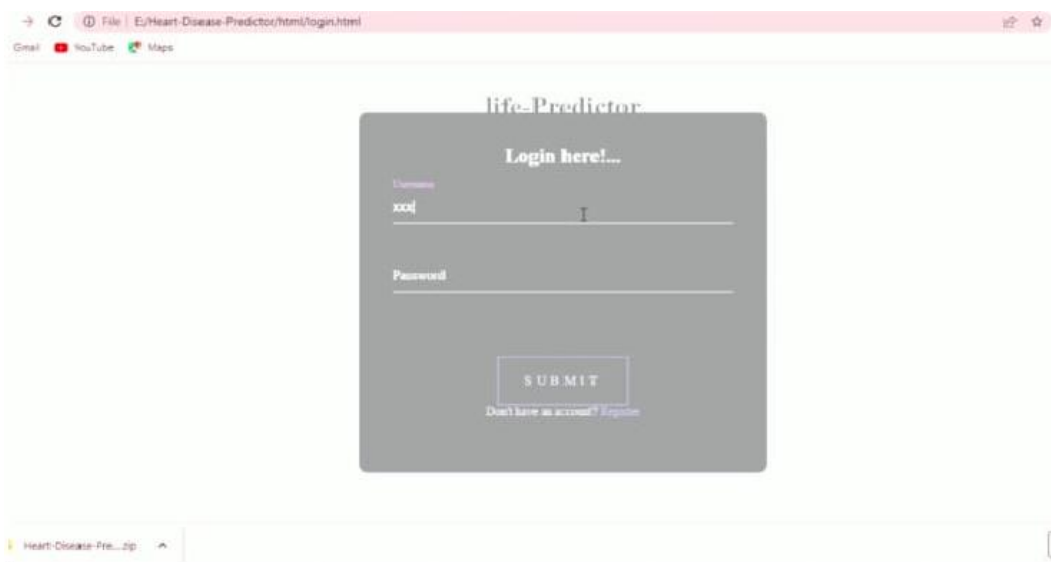 File E:/Heart-Disease-Predictor/html/login.html
Gmail YouTube Maps
life-Predictor
Login here!...
Username
xxx
Password
SUBMIT
Don't have an account? Register
Heart-Disease-Pre....zip